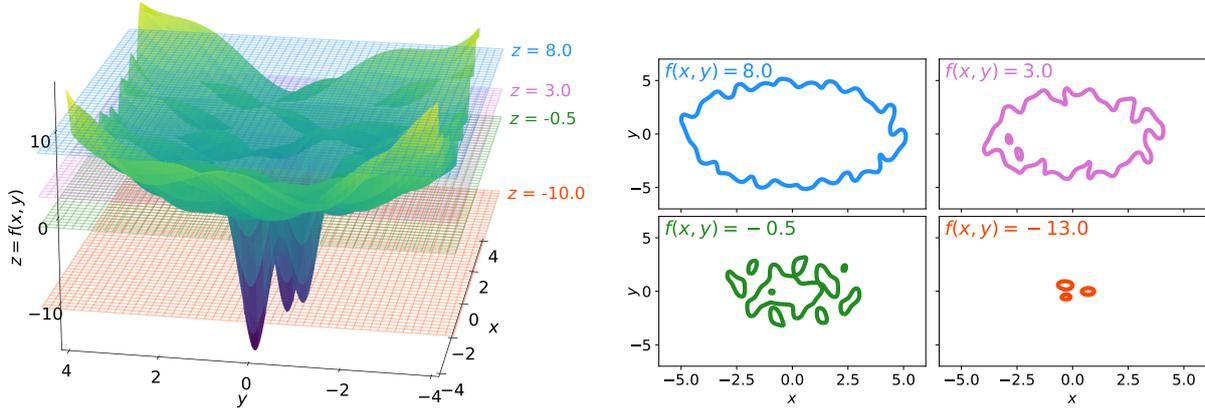 z = 8.0
z = 3.0
z = -0.5
z = -10.0
10
0
−10
z = f(x, y)
4
2
0
−2
−4
y
−4
−2
0
2
4
x
f(x, y) = 8.0
5
0
−5
y
f(x, y) = 3.0
f(x, y) = − 0.5
5
0
−5
y
−5.0
−2.5
0.0
2.5
5.0
x
f(x, y) = − 13.0
−5.0
−2.5
0.0
2.5
5.0
x